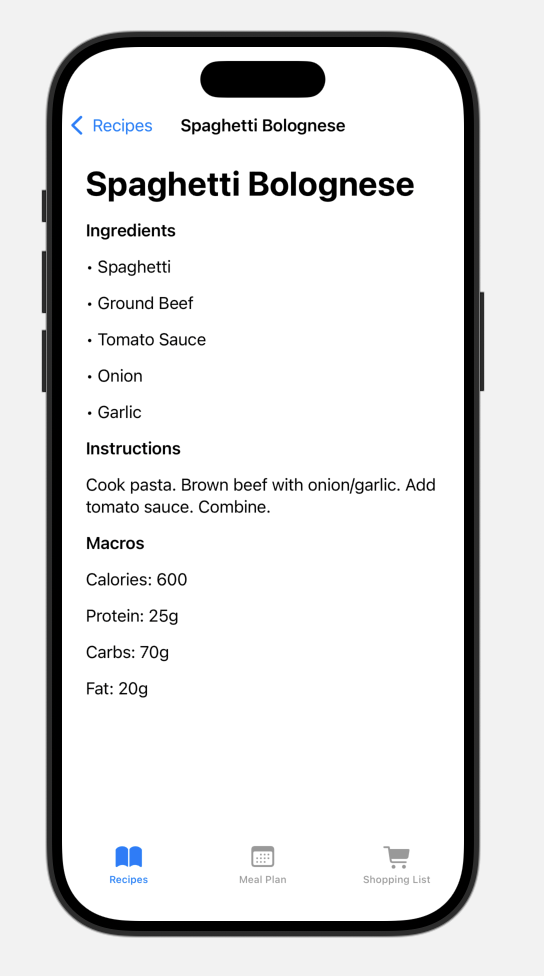 Recipes Spaghetti Bolognese
Spaghetti Bolognese
Ingredients
• Spaghetti
• Ground Beef
• Tomato Sauce
• Onion
• Garlic
Instructions
Cook pasta. Brown beef with onion/garlic. Add
tomato sauce. Combine.
Macros
Calories: 600
Protein: 25g
Carbs: 70g
Fat: 20g
Recipes Meal Plan Shopping List